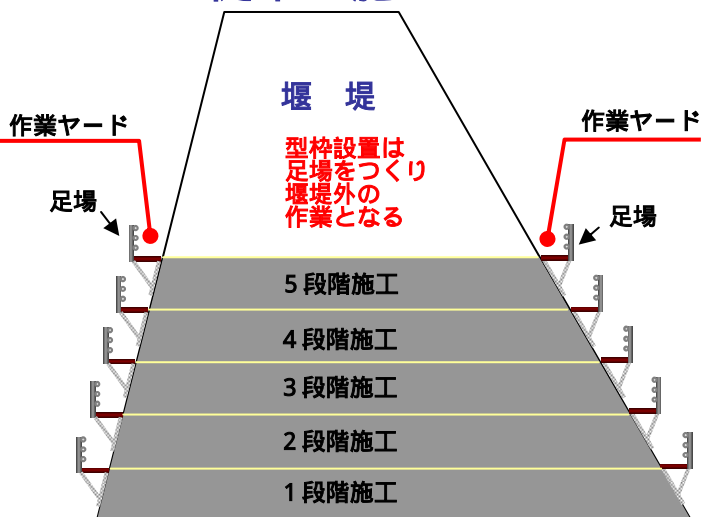 堰　堤
作業ヤード
作業ヤード
型枠設置は
足場をつくり
堰堤外の
作業となる
足場
足場
5 段階施工
4 段階施工
3 段階施工
2 段階施工
1 段階施工